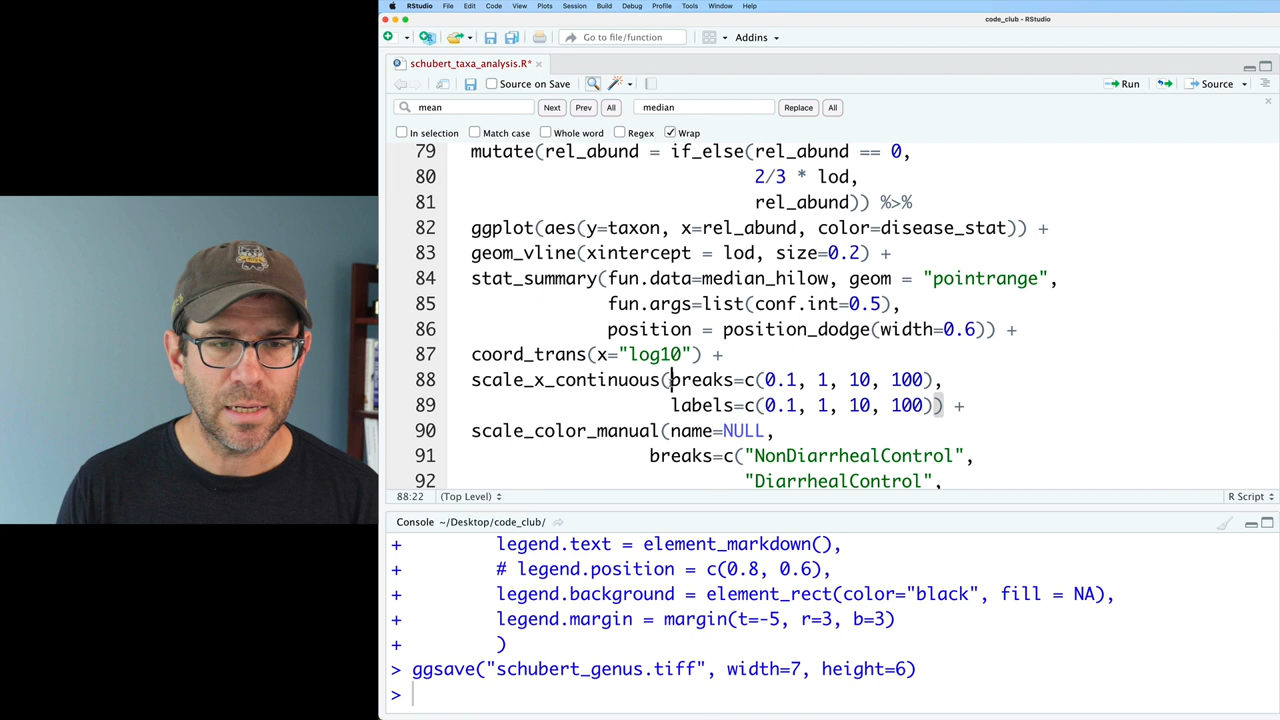 RStudio File Edit Code View Plots Session Build Debug Profile Tools Window Help
code_club - RStudio
Go to file/function Addins
schubert_taxa_analysis.R*
Source on Save Run Source
mean Next Prev All median Replace All
In selection Match case Whole word Regex Wrap
79 mutate(rel_abund = if_else(rel_abund == 0,
80 2/3 * lod,
81 rel_abund)) %>%
82 ggplot(aes(y=taxon, x=rel_abund, color=disease_stat)) +
83 geom_vline(xintercept = lod, size=0.2) +
84 stat_summary(fun.data=median_hilow, geom = "pointrange",
85 fun.args=list(conf.int=0.5),
86 position = position_dodge(width=0.6)) +
87 coord_trans(x="log10") +
88 scale_x_continuous(breaks=c(0.1, 1, 10, 100),
89 labels=c(0.1, 1, 10, 100)) +
90 scale_color_manual(name=NULL,
91 breaks=c("NonDiarrhealControl",
92 "DiarrhealControl",
88:22 (Top Level) R Script
Console ~/Desktop/code_club/
+ legend.text = element_markdown(),
+ # legend.position = c(0.8, 0.6),
+ legend.background = element_rect(color="black", fill = NA),
+ legend.margin = margin(t=-5, r=3, b=3)
+ )
> ggsave("schubert_genus.tiff", width=7, height=6)
>